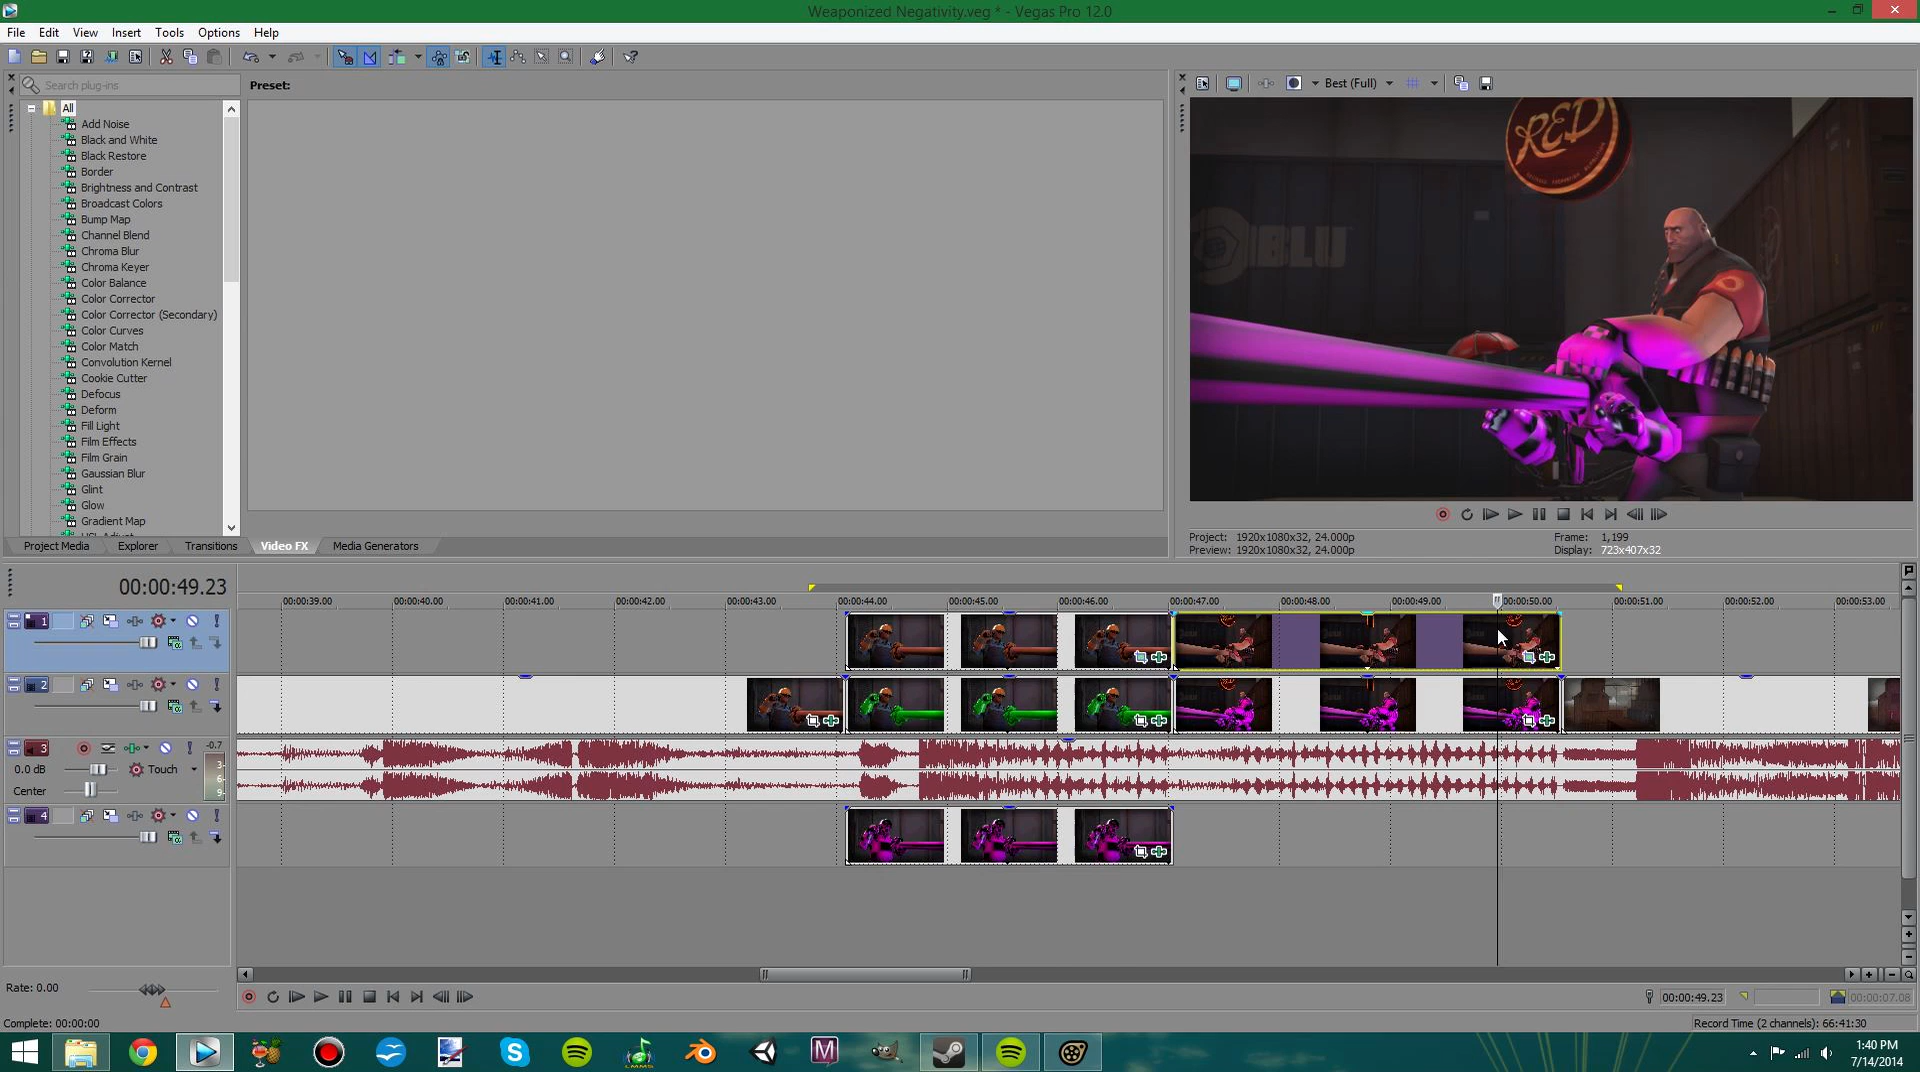 Weaponized Negativity.veg * - Vegas Pro 12.0
File Edit View Insert Tools Options Help
Search plug-ins
Preset:
Best (Full)
All
Add Noise
Black and White
Black Restore
Border
Brightness and Contrast
Broadcast Colors
Bump Map
Channel Blend
Chroma Blur
Chroma Keyer
Color Balance
Color Corrector
Color Corrector (Secondary)
Color Curves
Color Match
Convolution Kernel
Cookie Cutter
Defocus
Deform
Fill Light
Film Effects
Film Grain
Gaussian Blur
Glint
Glow
Gradient Map
RED
BLU
Project Media Explorer Transitions Video FX Media Generators
Project: 1920x1080x32, 24.000p
Preview: 1920x1080x32, 24.000p
Frame: 1,199
Display: 723x407x32
00:00:49.23
00:00:39.00 00:00:40.00 00:00:41.00 00:00:42.00 00:00:43.00 00:00:44.00 00:00:45.00 00:00:46.00 00:00:47.00 00:00:48.00 00:00:49.00 00:00:50.00 00:00:51.00 00:00:52.00 00:00:53.00
1
2
3
-0.7
0.0 dB
Touch
Center
3
6
9
4
Rate: 0.00
00:00:49.23
00:00:07.08
Complete: 00:00:00
Record Time (2 channels): 66:41:30
LMMS
M
1:40 PM
7/14/2014